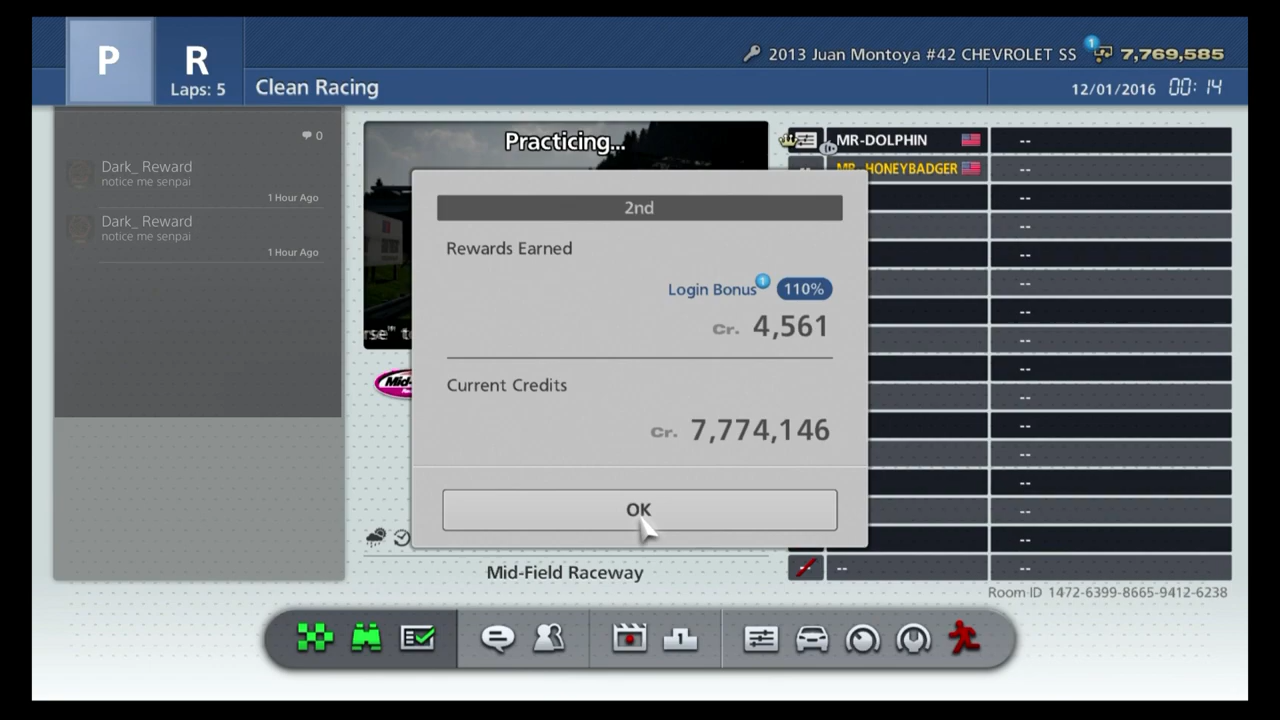 P
R
Laps: 5
Clean Racing
2013 Juan Montoya #42 CHEVROLET SS
1
7,769,585
12/01/2016 00:14
0
Dark_ Reward
notice me senpai
1 Hour Ago
Dark_ Reward
notice me senpai
1 Hour Ago
Practicing...
MR-DOLPHIN
--
HONEYBADGER
--
--
--
--
--
--
--
--
--
--
--
--
--
--
-- --
2nd
Rewards Earned
Login Bonus 1 110%
Cr. 4,561
Current Credits
Cr. 7,774,146
OK
Mid-Field Raceway
Room ID 1472-6399-8665-9412-6238
1